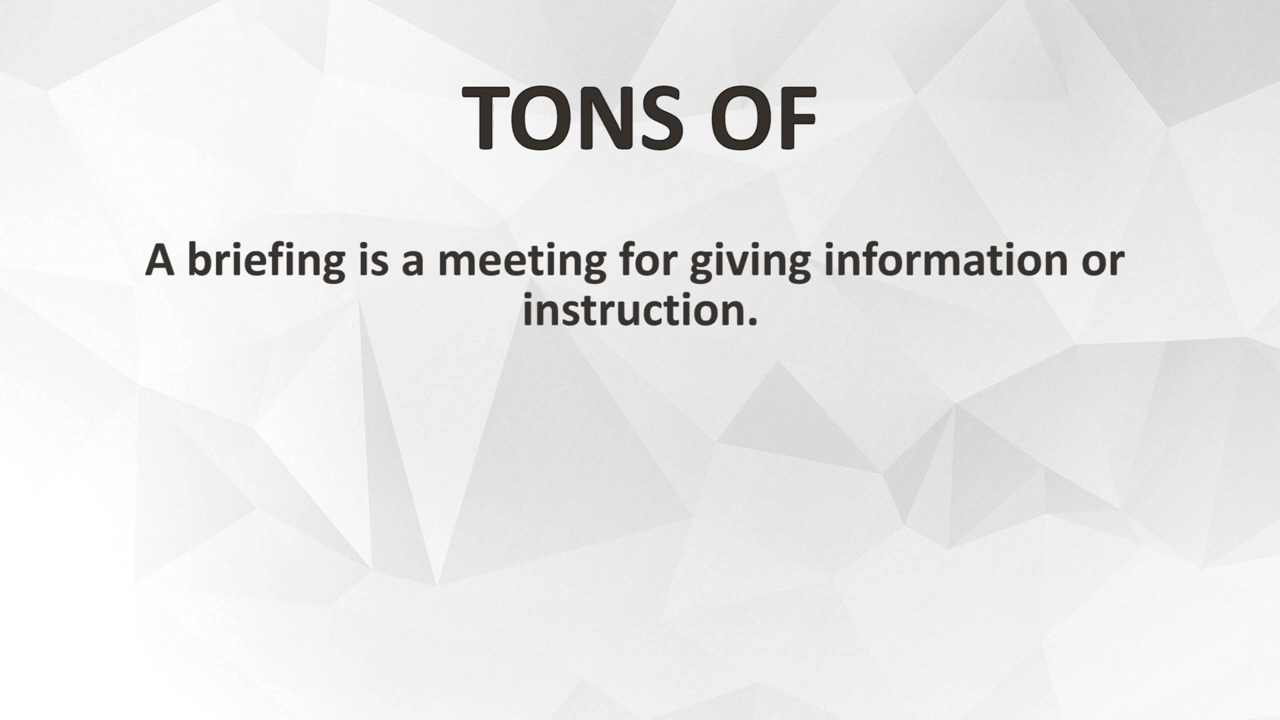 TONS OF
A briefing is a meeting for giving information or
instruction.